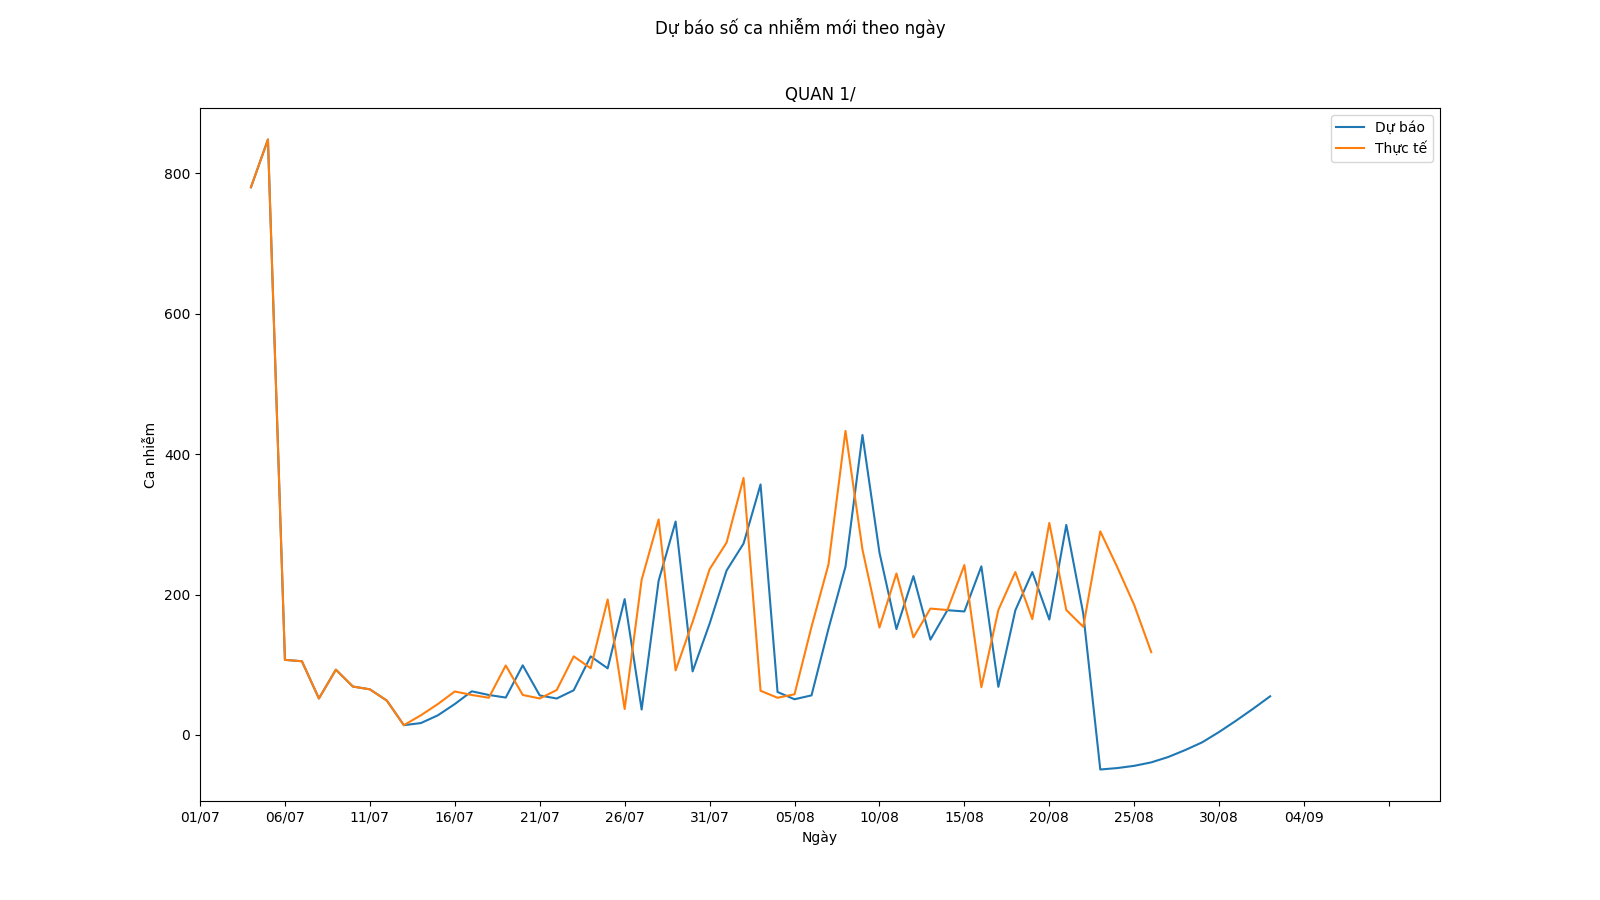 Dự báo số ca nhiễm mới theo ngày
QUAN 1/
Dự báo
Thực tế
800
600
400
200
0
Ca nhiễm
01/07 06/07 11/07 16/07 21/07 26/07 31/07 05/08 10/08 15/08 20/08 25/08 30/08 04/09
Ngày